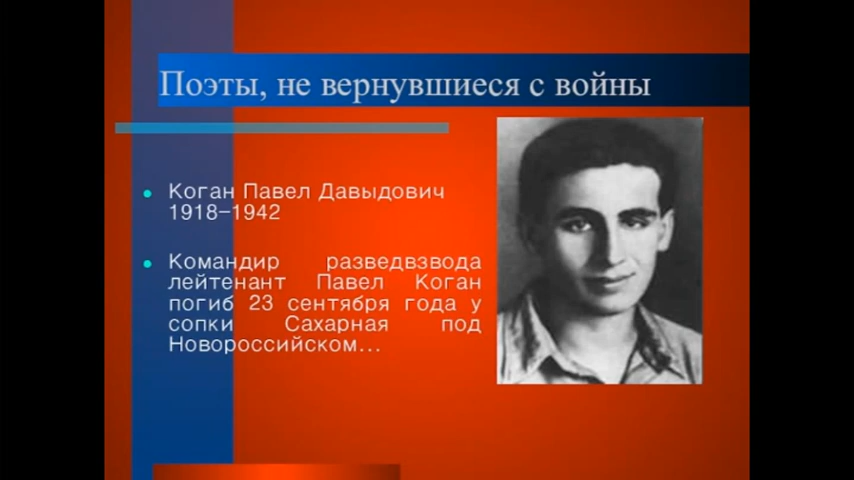 Поэты, не вернувшиеся с войны
Коган Павел Давыдович
1918-1942
Командир разведвзвода
лейтенант Павел Коган
погиб 23 сентября года у
сопки Сахарная под
Новороссийском...